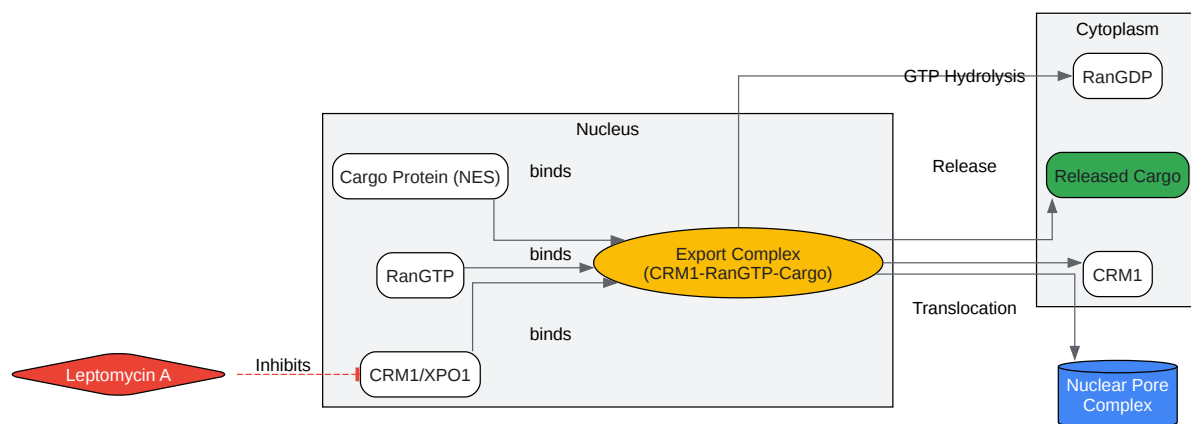 Cytoplasm
GTP Hydrolysis
RanGDP
Nucleus
Cargo Protein (NES)
binds
Release
Released Cargo
RanGTP
binds
Export Complex
(CRM1-RanGTP-Cargo)
CRM1
Translocation
binds
Leptomycin A
Inhibits
CRM1/XPO1
Nuclear Pore
Complex